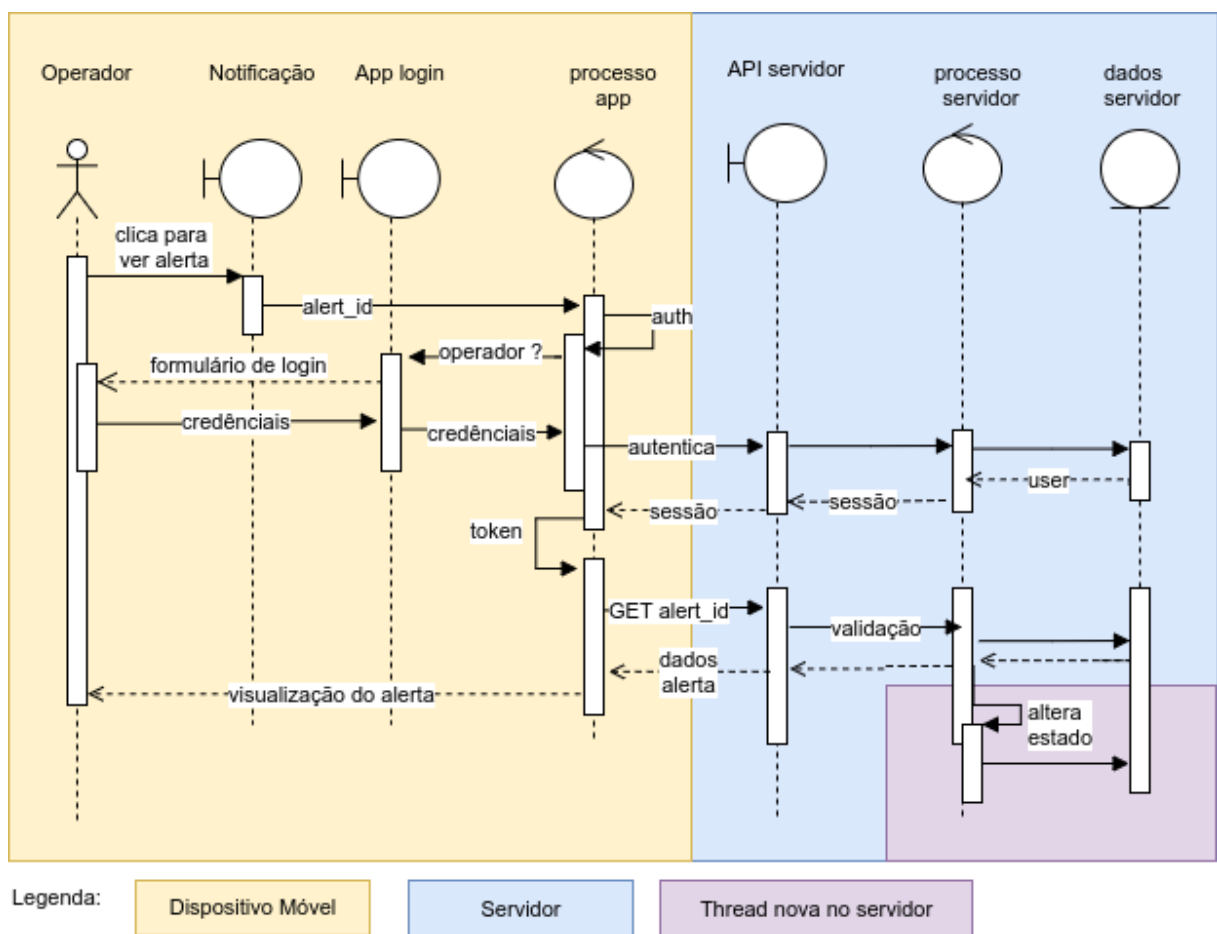 Operador
Notificação
App login
processo
app
API servidor
processo
servidor
dados
servidor
clica para
ver alerta
alert_id
auth
operador ?
formulário de login
credênciais
credênciais
autentica
user
sessão
sessão
token
GET alert_id
validação
dados
alerta
visualização do alerta
altera
estado
Legenda:
Dispositivo Móvel
Servidor
Thread nova no servidor